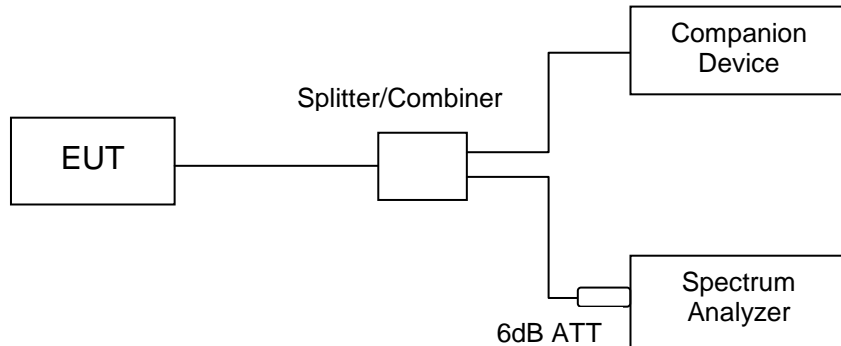 Companion
Device
Splitter/Combiner
EUT
Spectrum
Analyzer
6dB ATT